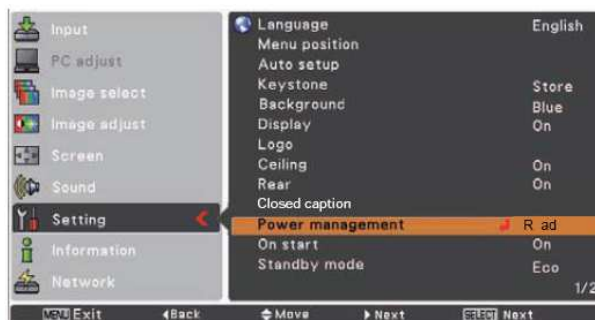 Input
PC adjust
Image select
Image adjust
Screen
Sound
Setting
Information
Network
Language English
Menu position
Auto setup
Keystone Store
Background Blue
Display On
Logo
Ceiling On
Rear On
Closed caption
Power management R ad
On start On
Standby mode Eco
1/2
MENU Exit Back Move Next SELECT Next